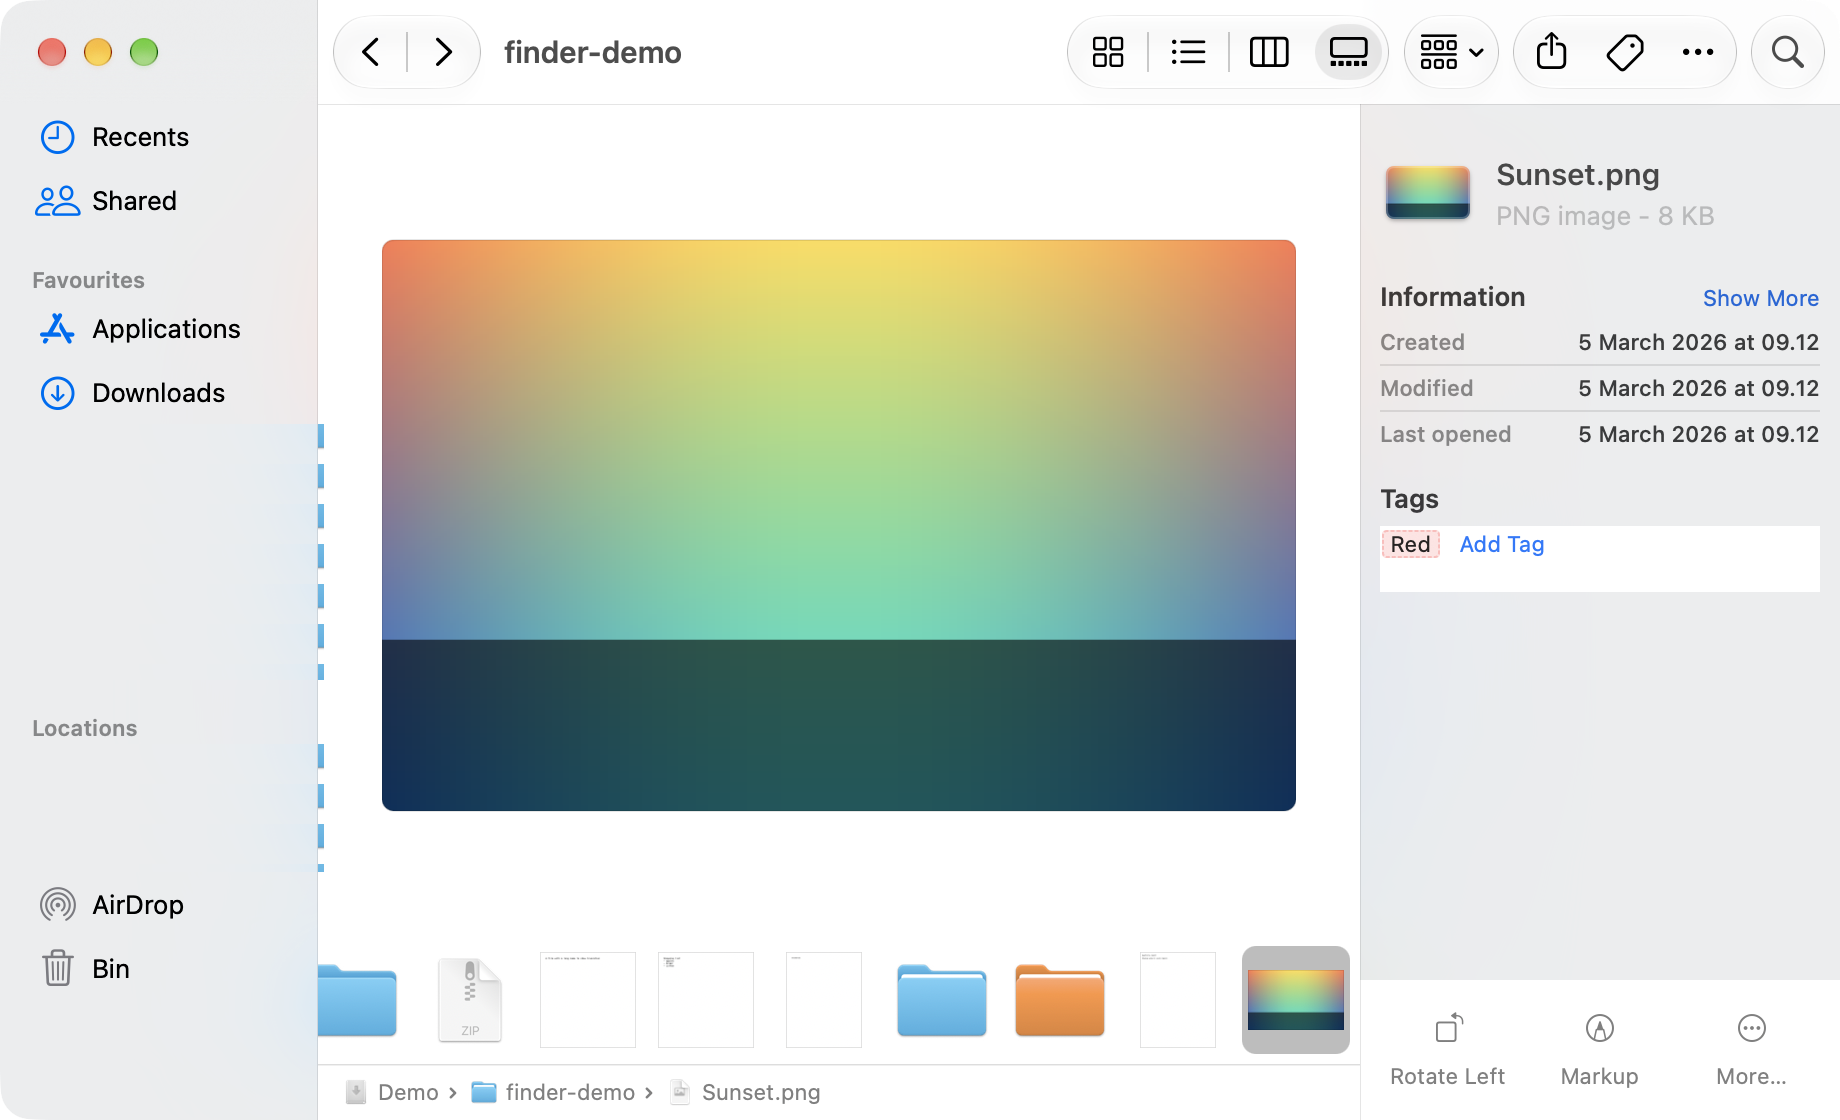 finder-demo
Recents
Shared
Favourites
Applications
Downloads
Locations
AirDrop
Bin
Sunset.png
PNG image - 8 KB
Information
Show More
Created 5 March 2026 at 09.12
Modified 5 March 2026 at 09.12
Last opened 5 March 2026 at 09.12
Tags
Red Add Tag
ZIP
Rotate Left
Markup
More...
Demo › finder-demo › Sunset.png